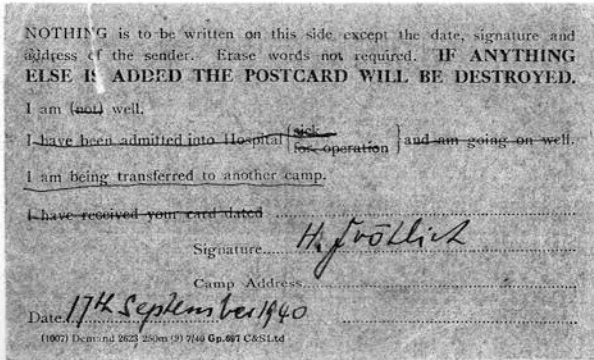 NOTHING is to be written on this side except the date, signature and
address of the sender. Erase words not required. IF ANYTHING
ELSE IS ADDED THE POSTCARD WILL BE DESTROYED.
I am (not) well.
I have been admitted into Hospital { sick
for operation } and am going on well.
I am being transferred to another camp.
I have received your card dated
Signature H. Fröhlich
Camp Address
Date 17th September 1940
(1007) Demand 2623 250m (9) 7/40 Gp.697 C&SLtd